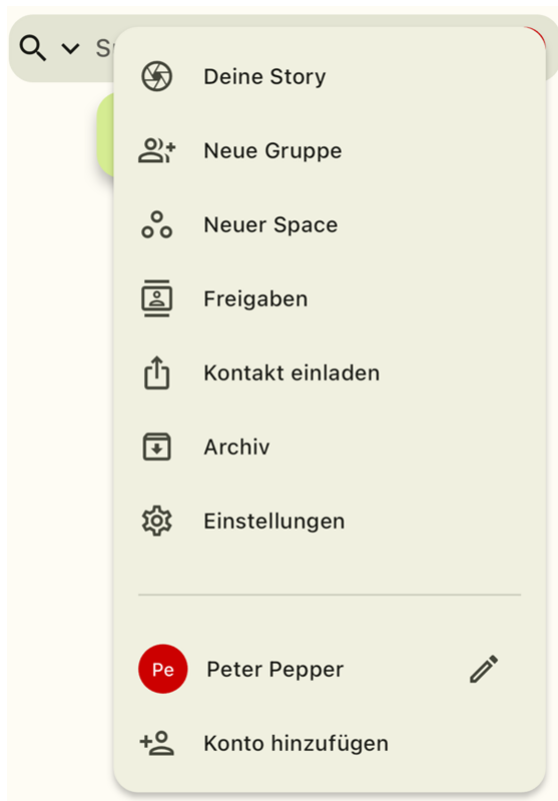 Deine Story
Neue Gruppe
Neuer Space
Freigaben
Kontakt einladen
Archiv
Einstellungen
Pe
Peter Pepper
Konto hinzufügen